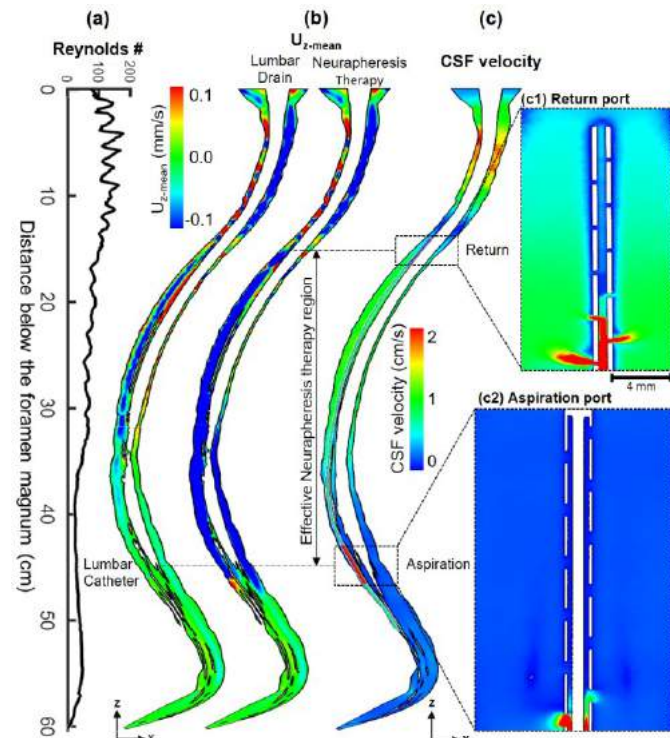 (a)
(b)
(c)
Reynolds #
0 100 200
U z-mean
Lumbar Drain
Neurapheresis Therapy
CSF velocity
0
10
20
30
40
50
60
Distance below the foramen magnum (cm)
0.1
0.0
-0.1
U z-mean (mm/s)
Effective Neurapheresis therapy region
Lumbar Catheter
Return
Aspiration
2
1
0
CSF velocity (cm/s)
(c1) Return port
4 mm
(c2) Aspiration port
z
z